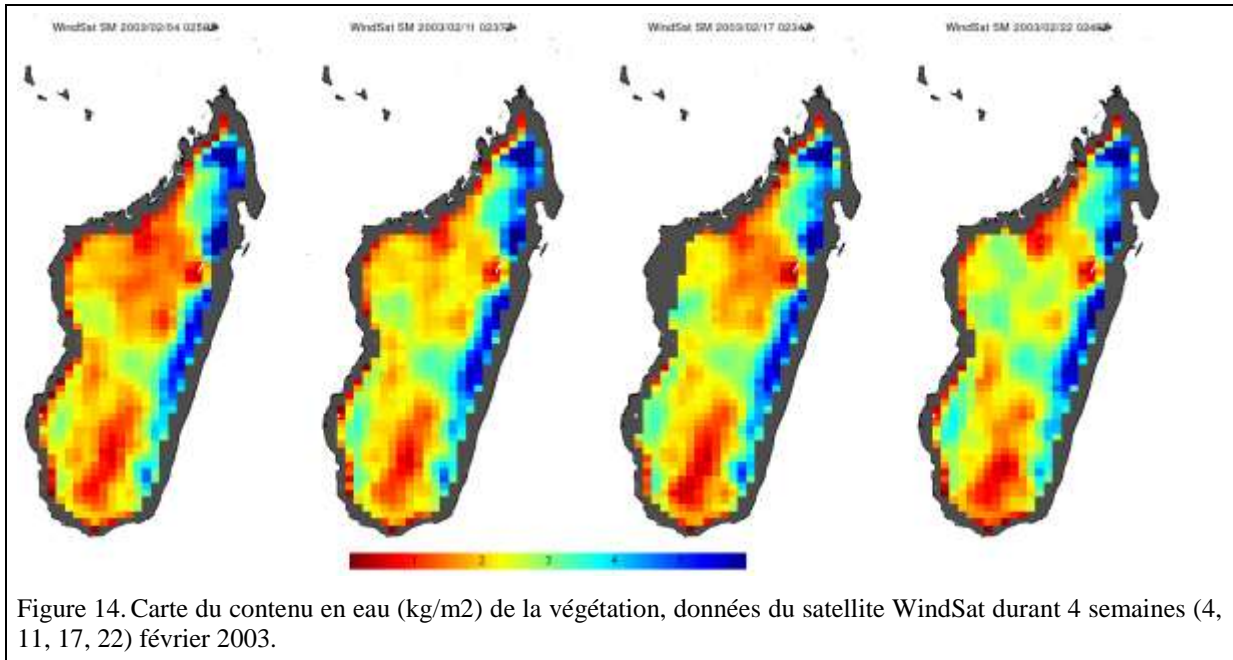 WindSat SM 2003/02/04
WindSat SM 2003/02/11
WindSat SM 2003/02/17
WindSat SM 2003/02/22
1 2 3 4
Figure 14. Carte du contenu en eau (kg/m2) de la végétation, données du satellite WindSat durant 4 semaines (4,
11, 17, 22) février 2003.